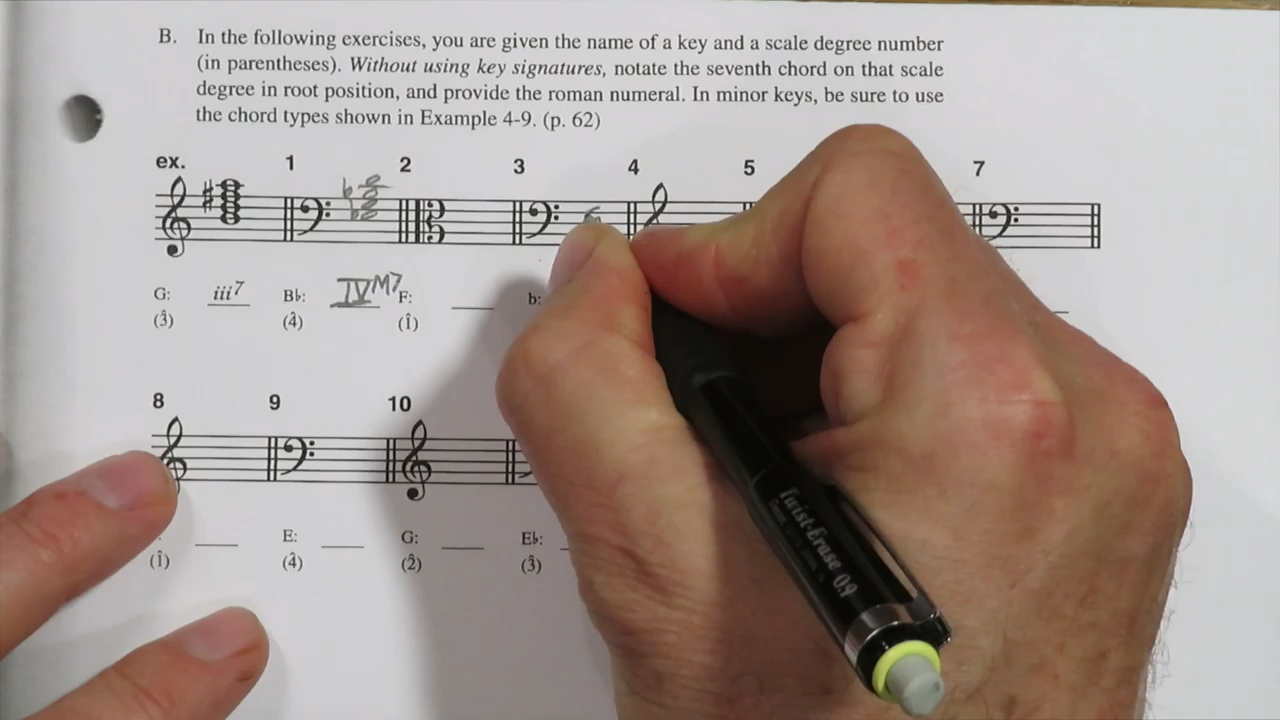 B. In the following exercises, you are given the name of a key and a scale degree number
(in parentheses). Without using key signatures, notate the seventh chord on that scale
degree in root position, and provide the roman numeral. In minor keys, be sure to use
the chord types shown in Example 4-9. (p. 62)
ex. 1 2 3 4 5 7
G: iii7 B♭: IVM7 F: b:
(3̂) (4̂) (1̂)
8 9 10
E: G: E♭:
(1̂) (4̂) (2̂) (3̂)
Twist-Erase 0.9